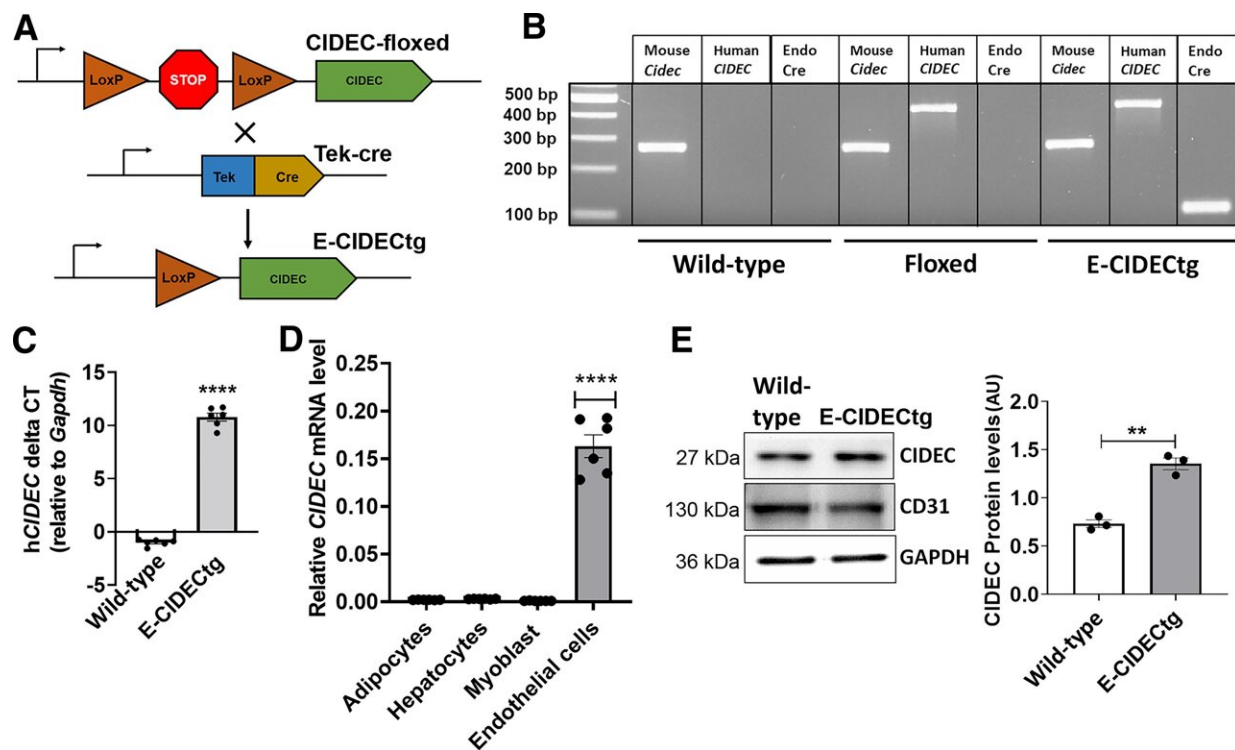 A
CIDEC-floxed
LoxP
STOP
LoxP
CIDEC
Tek-cre
Tek
Cre
E-CIDECtg
LoxP
CIDEC
B
Mouse Cidec
Human CIDEC
Endo Cre
Mouse Cidec
Human CIDEC
Endo Cre
Mouse Cidec
Human CIDEC
Endo Cre
500 bp
400 bp
300 bp
200 bp
100 bp
Wild-type
Floxed
E-CIDECtg
C
hCIDEC delta CT
(relative to Gapdh)
15
10
5
0
-5
****
Wild-type
E-CIDECtg
D
Relative CIDEC mRNA level
0.25
0.20
0.15
0.10
0.05
0.00
****
Adipocytes
Hepatocytes
Myoblast
Endothelial cells
E
Wild-
type
E-CIDECtg
27 kDa
CIDEC
130 kDa
CD31
36 kDa
GAPDH
CIDEC Protein levels(AU)
2.0
1.5
1.0
0.5
0.0
**
Wild-type
E-CIDECtg